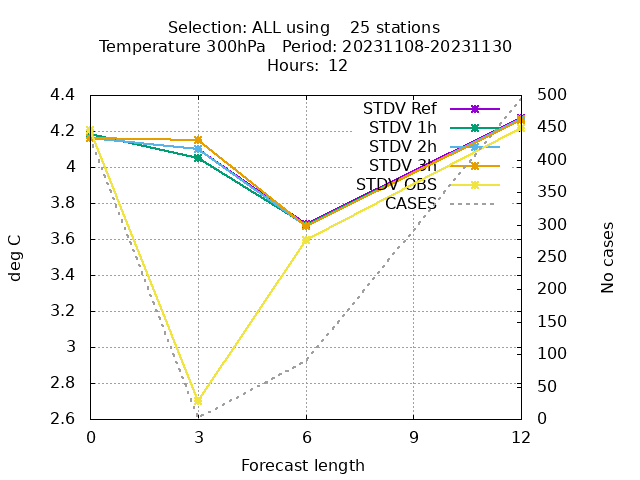 Selection: ALL using    25 stations
Temperature 300hPa   Period: 20231108-20231130
Hours:  12
STDV Ref
STDV 1h
STDV 2h
STDV 3h
STDV OBS
CASES
4.4
4.2
4
3.8
3.6
3.4
3.2
3
2.8
2.6
500
450
400
350
300
250
200
150
100
50
0
deg C
No cases
0 3 6 9 12
Forecast length